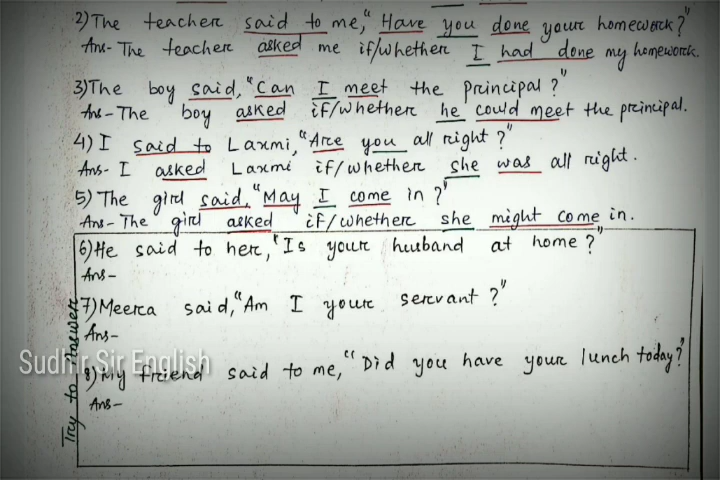 2) The teacher said to me, "Have you done your homework?"
Ans- The teacher asked me if/whether I had done my homework.
3) The boy said, "Can I meet the principal?"
Ans- The boy asked if/whether he could meet the principal.
4) I said to Laxmi, "Are you all right?"
Ans- I asked Laxmi if/whether she was all right.
5) The girl said, "May I come in?"
Ans- The girl asked if/whether she might come in.
6) He said to her, "Is your husband at home?"
Ans-
7) Meera said, "Am I your servant?"
Ans-
Sudhir Sir English
8) My friend said to me, "Did you have your lunch today?"
Ans-
Try to Answer